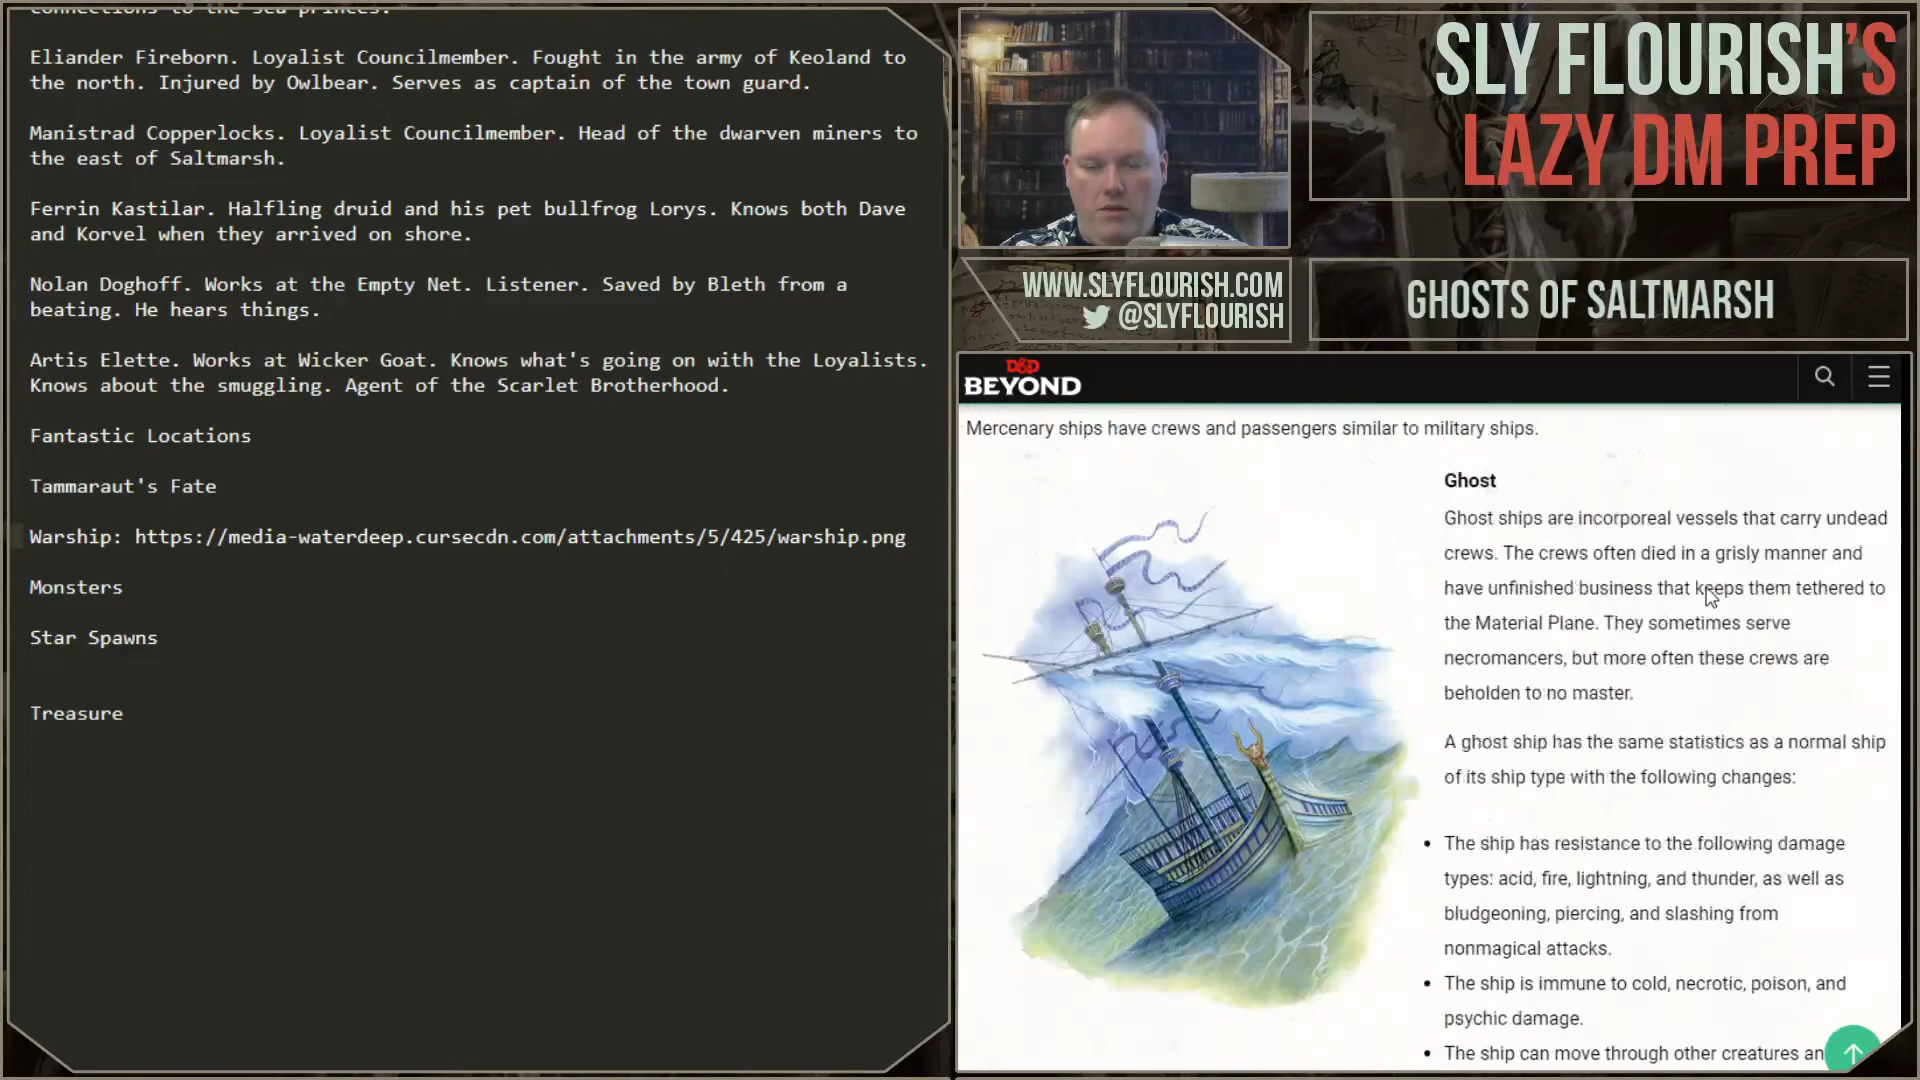 connections to the sea princes.
Eliander Fireborn. Loyalist Councilmember. Fought in the army of Keoland to
the north. Injured by Owlbear. Serves as captain of the town guard.
Manistrad Copperlocks. Loyalist Councilmember. Head of the dwarven miners to
the east of Saltmarsh.
Ferrin Kastilar. Halfling druid and his pet bullfrog Lorys. Knows both Dave
and Korvel when they arrived on shore.
Nolan Doghoff. Works at the Empty Net. Listener. Saved by Bleth from a
beating. He hears things.
Artis Elette. Works at Wicker Goat. Knows what's going on with the Loyalists.
Knows about the smuggling. Agent of the Scarlet Brotherhood.
Fantastic Locations
Tammaraut's Fate
Warship: https://media-waterdeep.cursecdn.com/attachments/5/425/warship.png
Monsters
Star Spawns
Treasure
SLY FLOURISH'S
LAZY DM PREP
WWW.SLYFLOURISH.COM
@SLYFLOURISH
GHOSTS OF SALTMARSH
D&D
BEYOND
Mercenary ships have crews and passengers similar to military ships.
Ghost
Ghost ships are incorporeal vessels that carry undead
crews. The crews often died in a grisly manner and
have unfinished business that keeps them tethered to
the Material Plane. They sometimes serve
necromancers, but more often these crews are
beholden to no master.
A ghost ship has the same statistics as a normal ship
of its ship type with the following changes:
• The ship has resistance to the following damage
types: acid, fire, lightning, and thunder, as well as
bludgeoning, piercing, and slashing from
nonmagical attacks.
• The ship is immune to cold, necrotic, poison, and
psychic damage.
• The ship can move through other creatures an